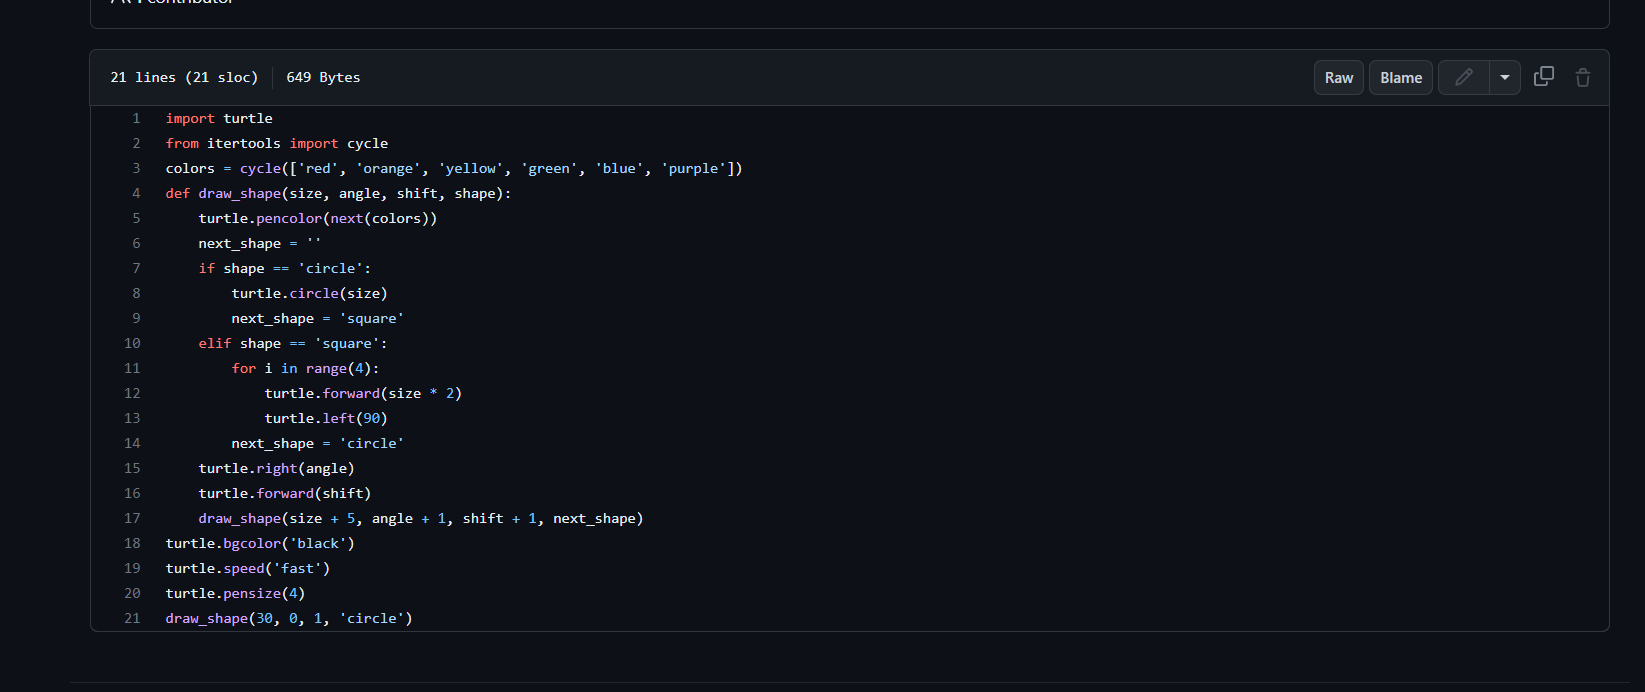 contributor
21 lines (21 sloc) 649 Bytes Raw Blame
1 import turtle
2 from itertools import cycle
3 colors = cycle(['red', 'orange', 'yellow', 'green', 'blue', 'purple'])
4 def draw_shape(size, angle, shift, shape):
5     turtle.pencolor(next(colors))
6     next_shape = ''
7     if shape == 'circle':
8         turtle.circle(size)
9         next_shape = 'square'
10     elif shape == 'square':
11         for i in range(4):
12             turtle.forward(size * 2)
13             turtle.left(90)
14         next_shape = 'circle'
15     turtle.right(angle)
16     turtle.forward(shift)
17     draw_shape(size + 5, angle + 1, shift + 1, next_shape)
18 turtle.bgcolor('black')
19 turtle.speed('fast')
20 turtle.pensize(4)
21 draw_shape(30, 0, 1, 'circle')